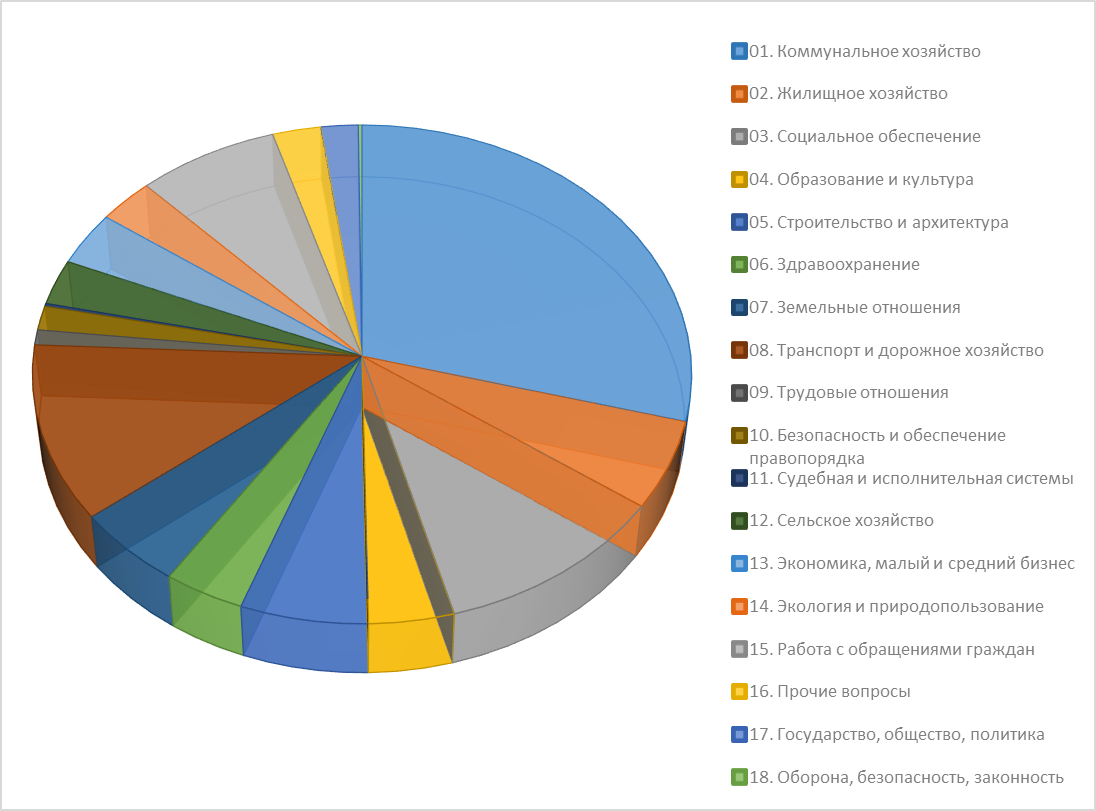 01. Коммунальное хозяйство
02. Жилищное хозяйство
03. Социальное обеспечение
04. Образование и культура
05. Строительство и архитектура
06. Здравоохранение
07. Земельные отношения
08. Транспорт и дорожное хозяйство
09. Трудовые отношения
10. Безопасность и обеспечение
правопорядка
11. Судебная и исполнительная системы
12. Сельское хозяйство
13. Экономика, малый и средний бизнес
14. Экология и природопользование
15. Работа с обращениями граждан
16. Прочие вопросы
17. Государство, общество, политика
18. Оборона, безопасность, законность